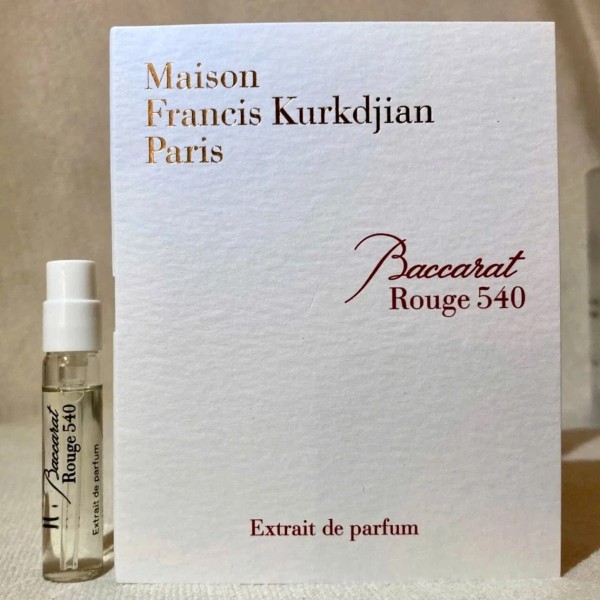 Maison
Francis Kurkdjian
Paris
Baccarat
Rouge 540
Extrait de parfum
Baccarat
Rouge 540
Extrait de parfum